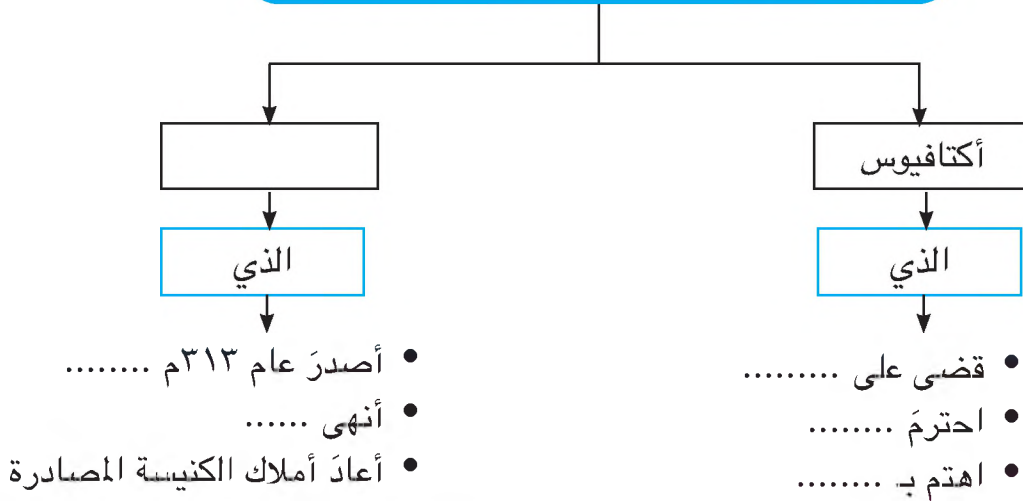 أكتافيوس
الذي
• قضى على .........
• احترمَ ........
• اهتم بـ ........
الذي
• أصدرَ عام ٣١٣م ........
• أنهى ......
• أعادَ أملاك الكنيسة المصادرة